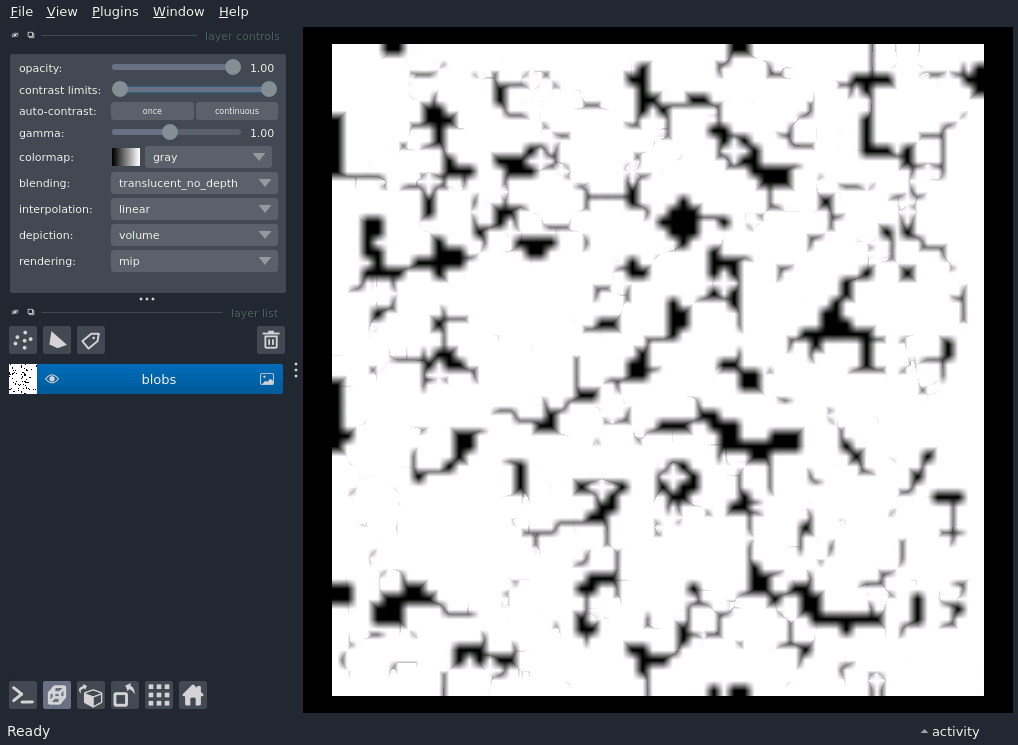 File View Plugins Window Help
layer controls
opacity: 1.00
contrast limits:
auto-contrast: once continuous
gamma: 1.00
colormap: gray
blending: translucent_no_depth
interpolation: linear
depiction: volume
rendering: mip
layer list
blobs
Ready activity